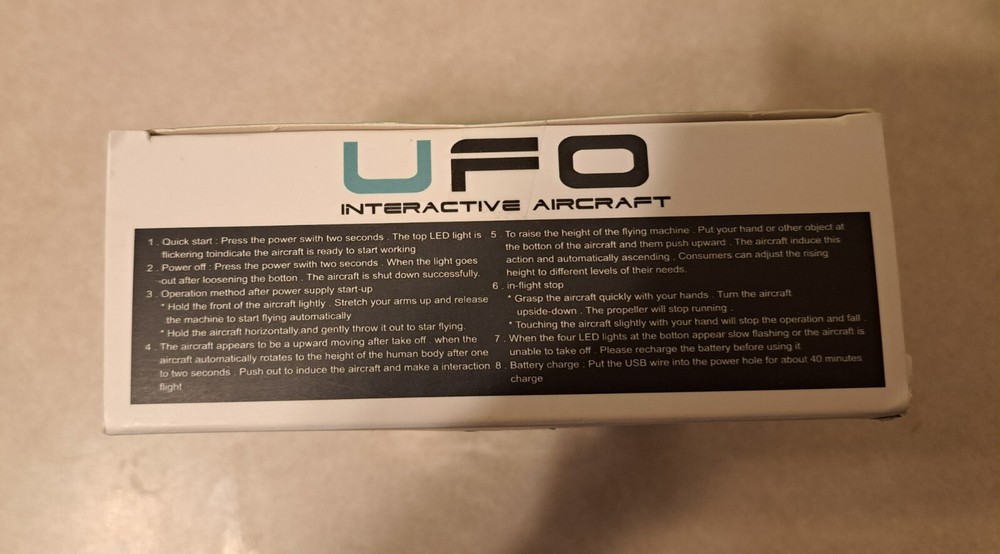 UFO
INTERACTIVE AIRCRAFT
1 . Quick start : Press the power swith two seconds . The top LED light is
flickering toindicate the aircraft is ready to start working
2 . Power off : Press the power swith two seconds . When the light goes
out after loosening the botton . The aircraft is shut down successfully.
3 . Operation method after power supply start-up
* Hold the front of the aircraft lightly . Stretch your arms up and release
the machine to start flying automatically
* Hold the aircraft horizontally.and gently throw it out to star flying.
4 . The aircraft appears to be a upward moving after take off . when the
aircraft automatically rotates to the height of the human body after one
to two seconds . Push out to induce the aircraft and make a interaction
flight
5 . To raise the height of the flying machine . Put your hand or other object at
the botton of the aircraft and them push upward . The aircraft induce this
action and automatically ascending . Consumers can adjust the rising
height to different levels of their needs.
6 . in-flight stop
* Grasp the aircraft quickly with your hands . Turn the aircraft
upside-down . The propeller will stop running .
* Touching the aircraft slightly with your hand will stop the operation and fall .
7 . When the four LED lights at the botton appear slow flashing or the aircraft is
unable to take off . Please recharge the battery before using it
8 . Battery charge : Put the USB wire into the power hole for about 40 minutes
charge